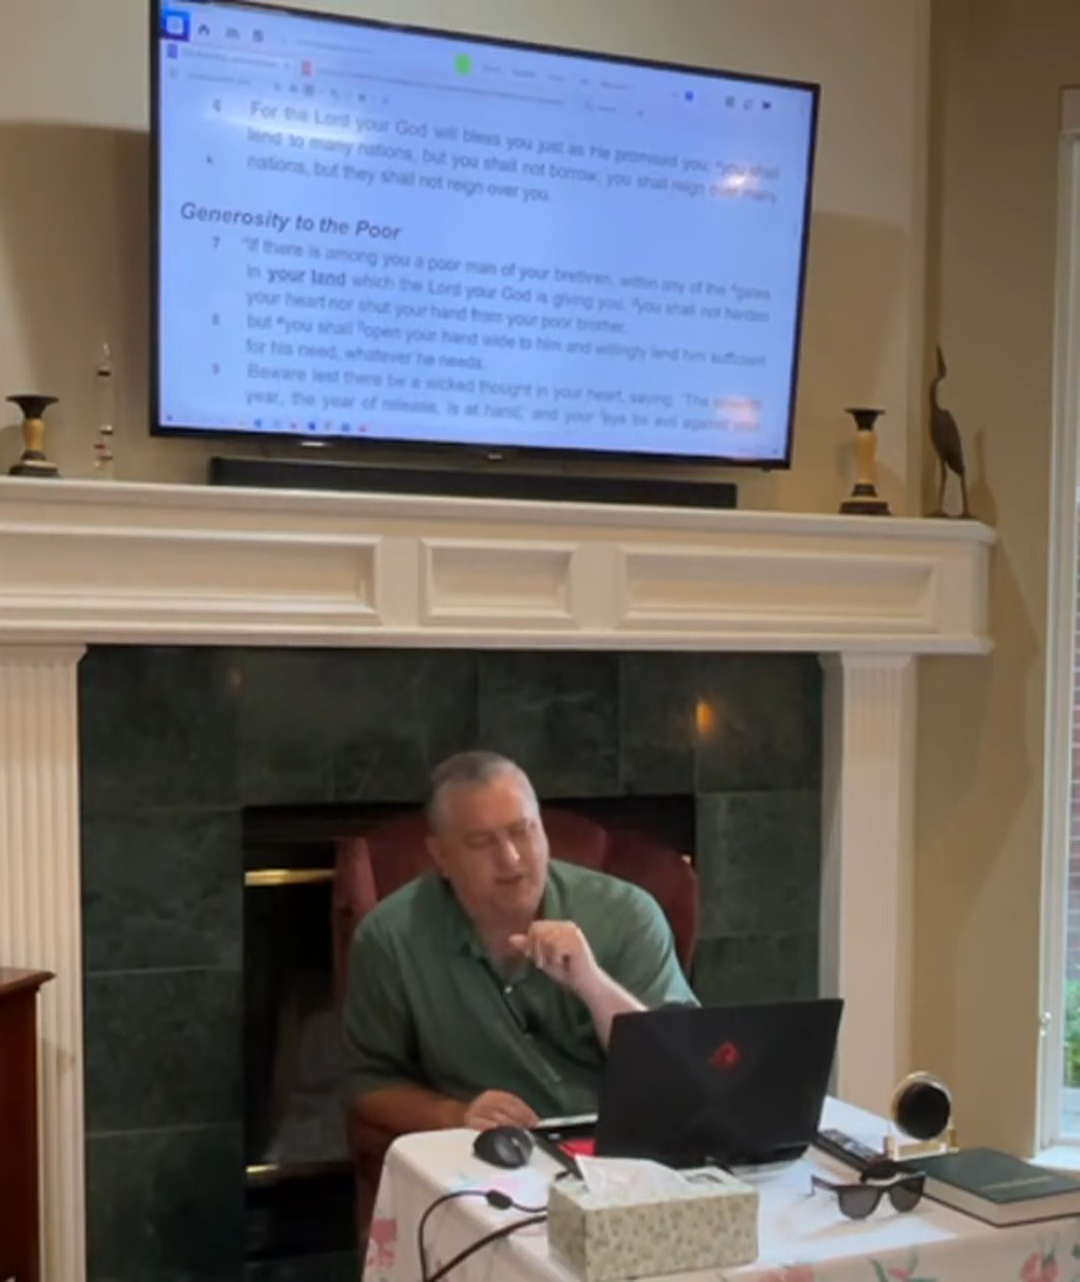 6 For the Lord your God will bless you just as He promised you; you shall
lend to many nations, but you shall not borrow; you shall reign over many
nations, but they shall not reign over you.
Generosity to the Poor
7 "If there is among you a poor man of your brethren, within any of the gates
in your land which the Lord your God is giving you, you shall not harden
your heart nor shut your hand from your poor brother,
8 but you shall open your hand wide to him and willingly lend him sufficient
for his need, whatever he needs.
9 Beware lest there be a wicked thought in your heart, saying, 'The
year, the year of release, is at hand,' and your eye be evil against your